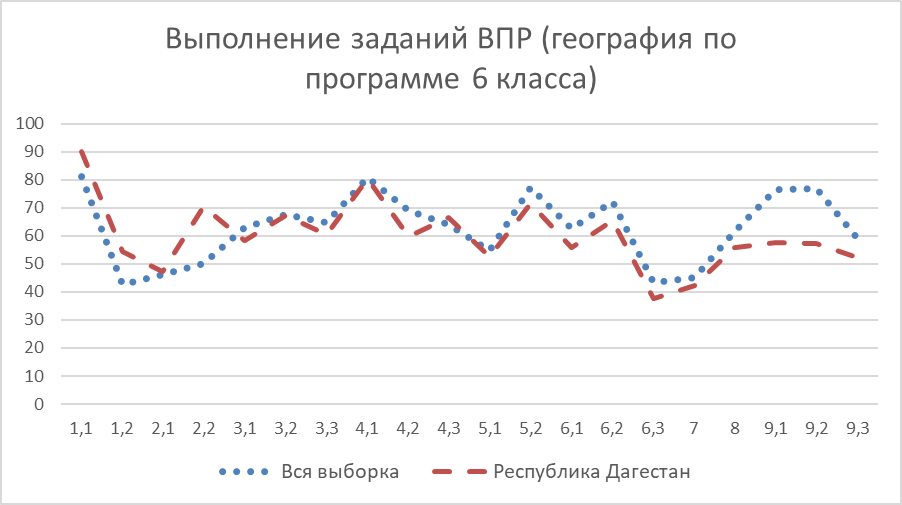 Выполнение заданий ВПР (география по
программе 6 класса)
100
90
80
70
60
50
40
30
20
10
0
1,1 1,2 2,1 2,2 3,1 3,2 3,3 4,1 4,2 4,3 5,1 5,2 6,1 6,2 6,3 7 8 9,1 9,2 9,3
Вся выборка Республика Дагестан